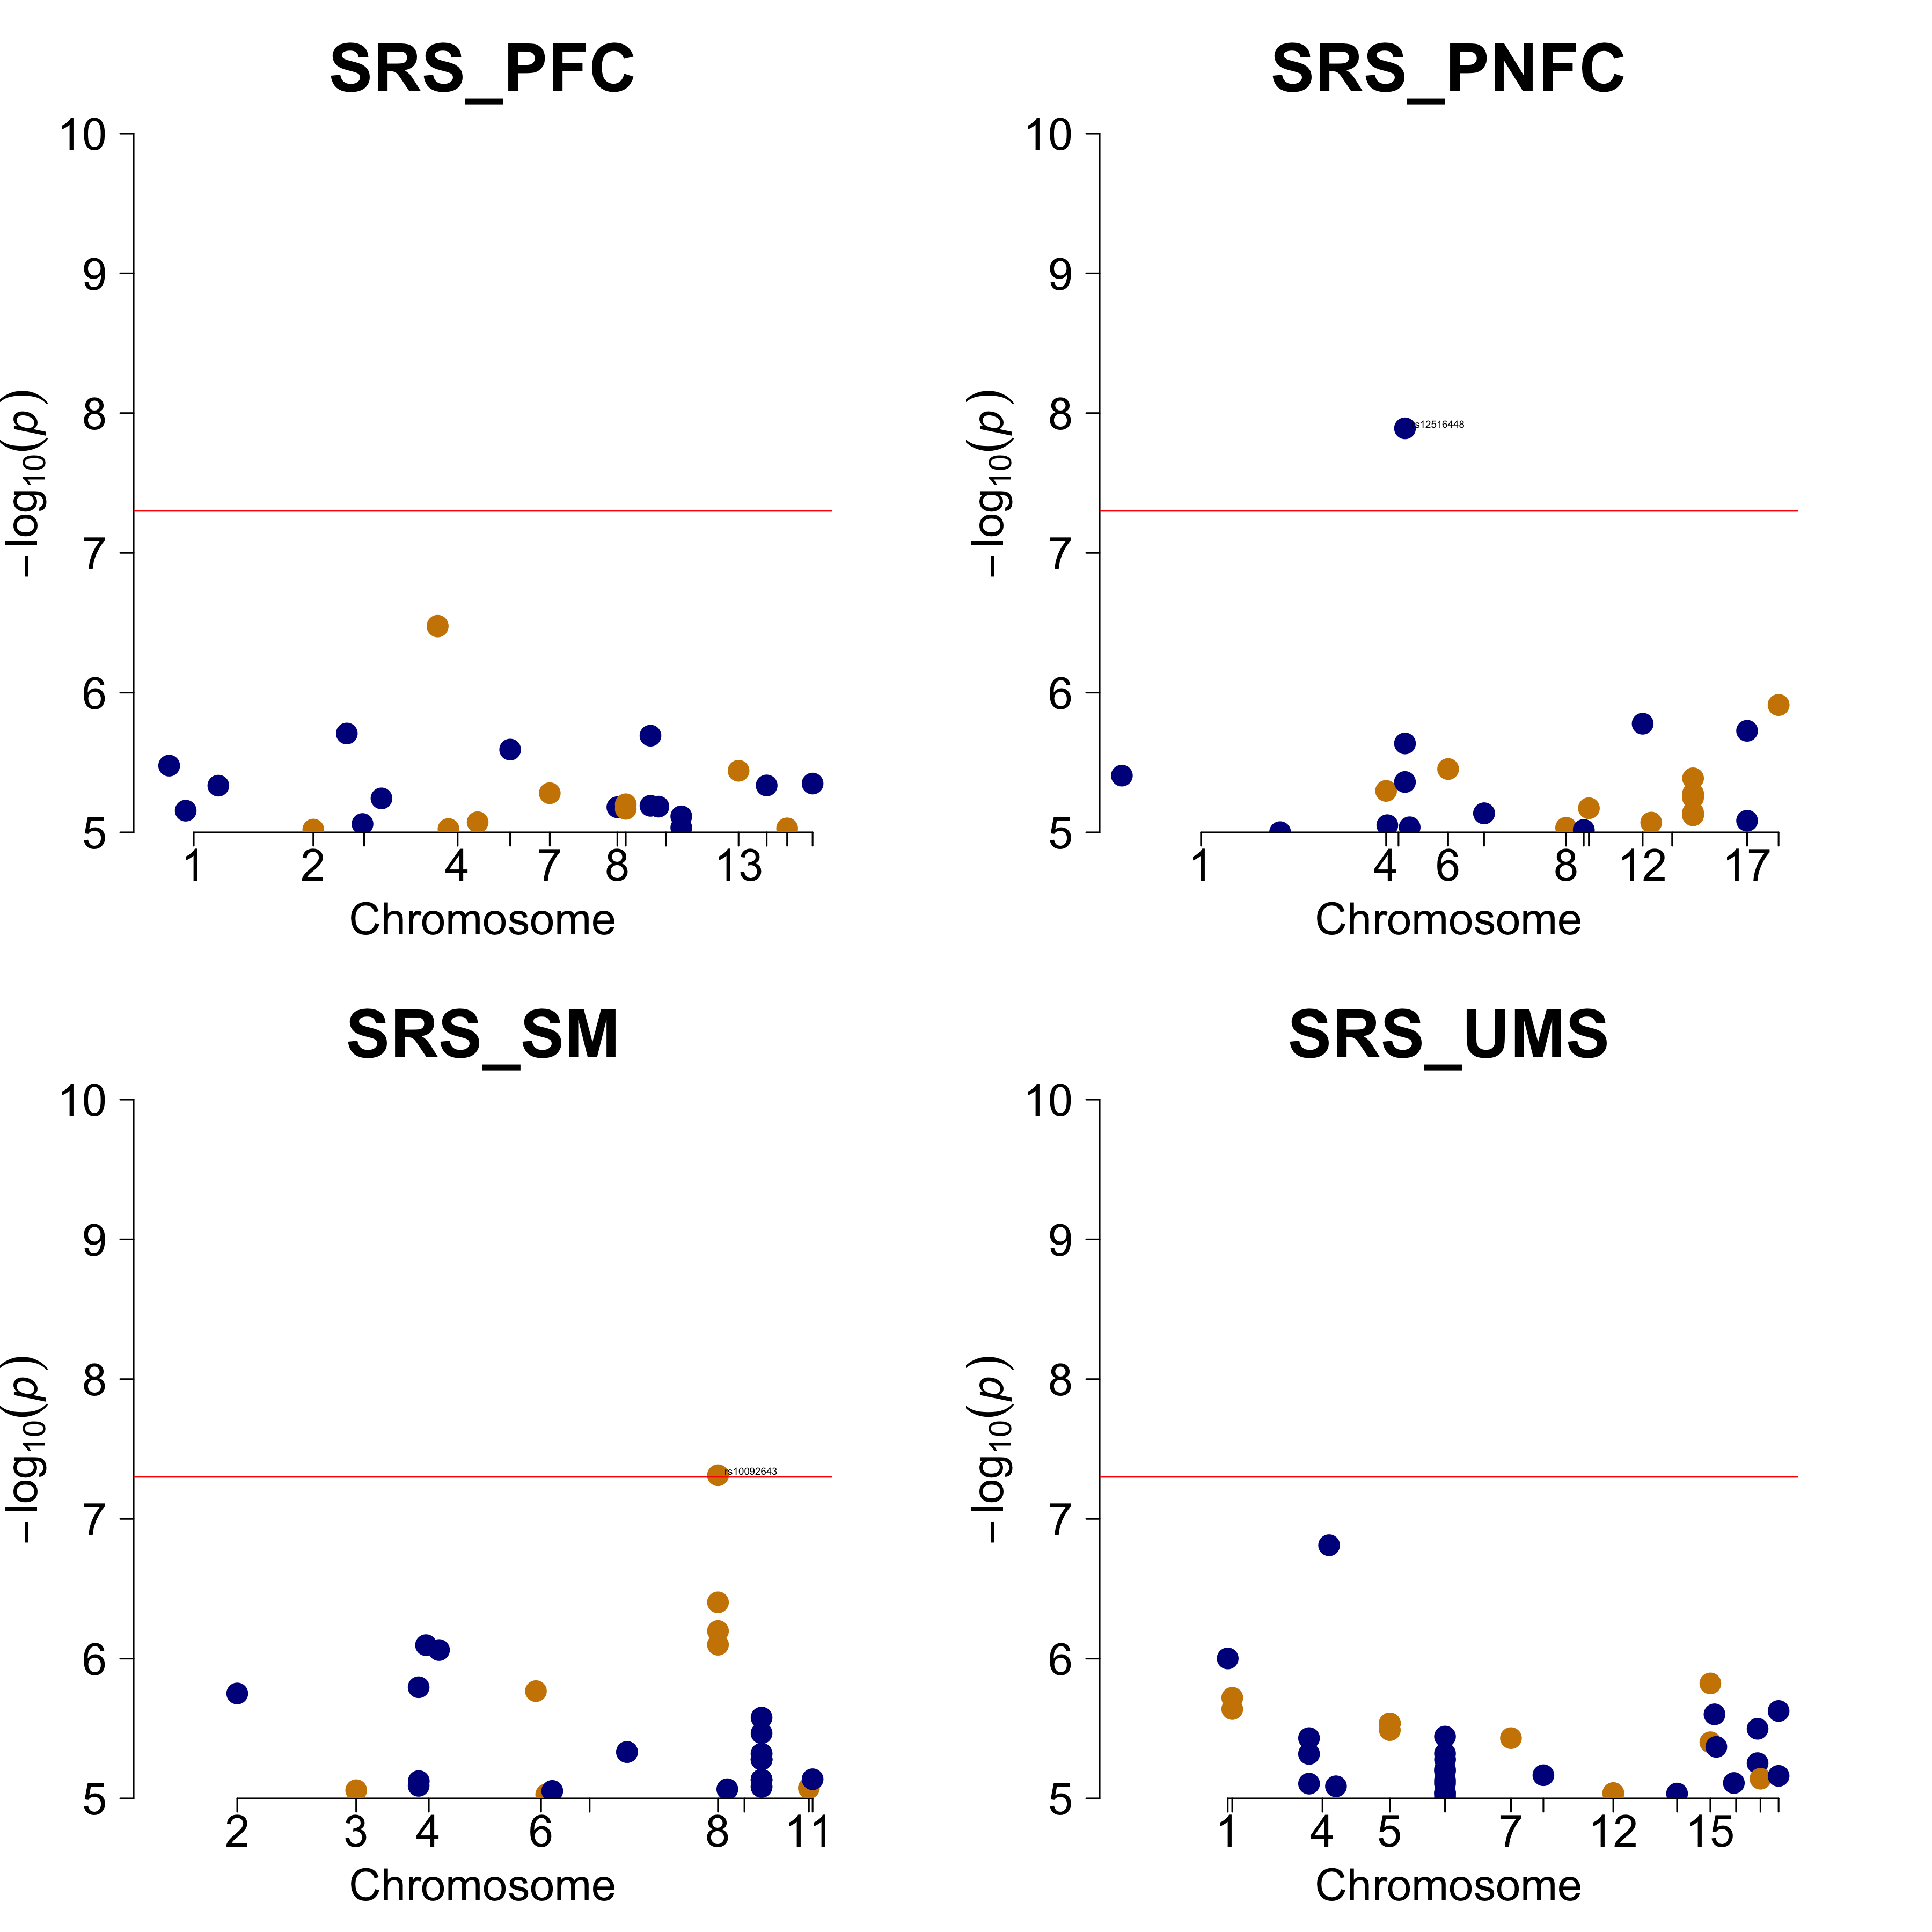 SRS_PFC
10
9
8
7
6
5
−log10(p)
1 2 4 7 8 13
Chromosome
SRS_PNFC
10
9
8
7
6
5
−log10(p)
rs12516448
1 4 6 8 12 17
Chromosome
SRS_SM
10
9
8
7
6
5
−log10(p)
rs10092643
2 3 4 6 8 11
Chromosome
SRS_UMS
10
9
8
7
6
5
−log10(p)
1 4 5 7 12 15
Chromosome